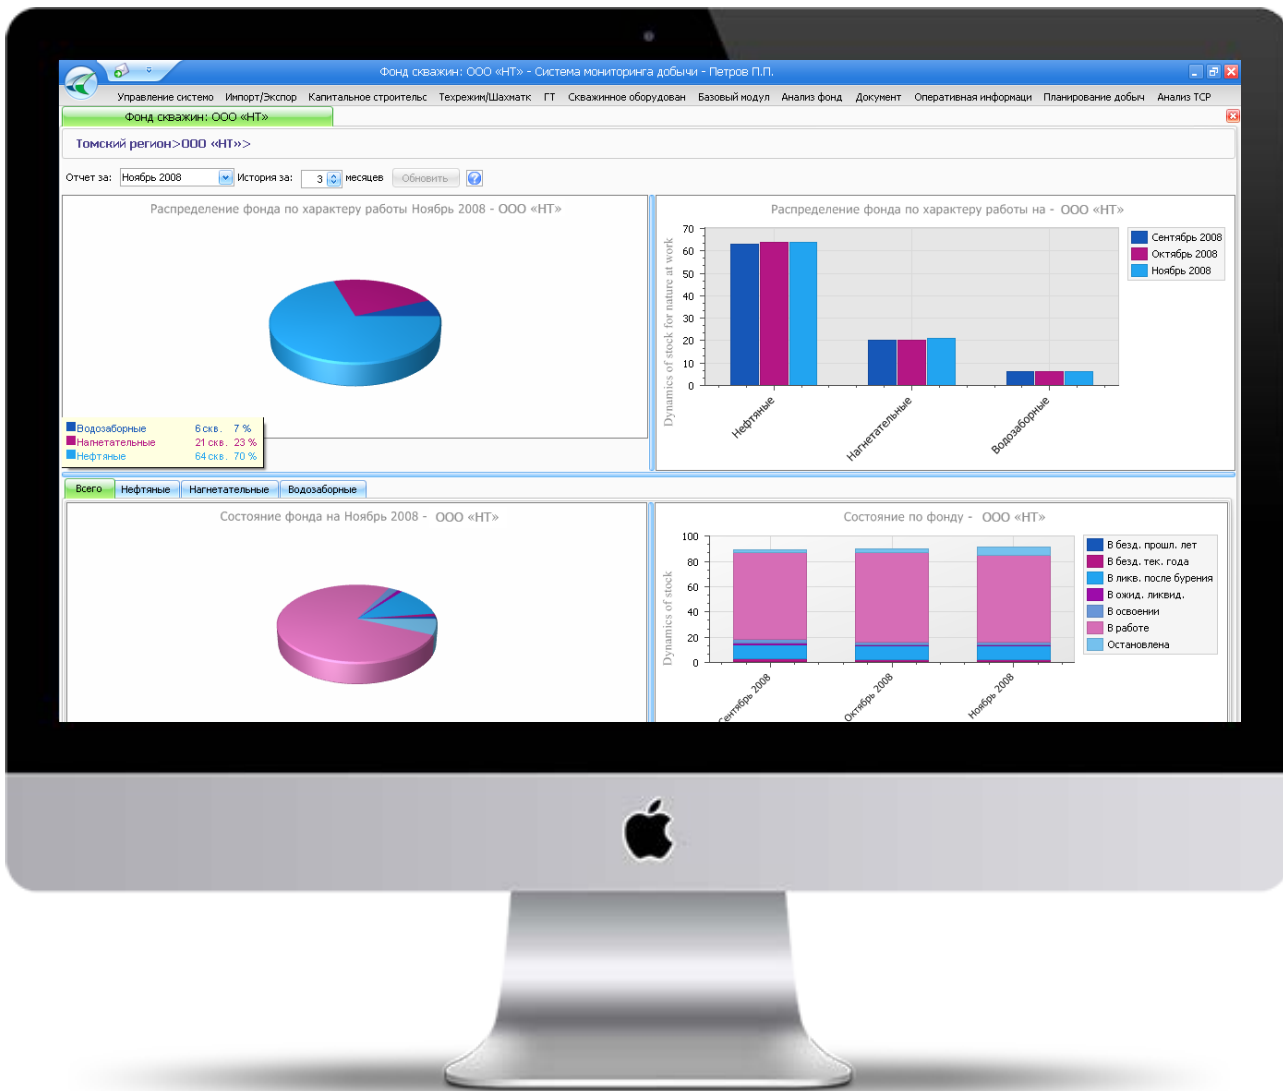 Фонд скважин: ООО «НТ» - Система мониторинга добычи - Петров П.П.
Управление системо Импорт/Экспор Капитальное строительс Техрежим/Шахматк ГТ Скважинное оборудован Базовый модул Анализ фонд Документ Оперативная информаци Планирование добыч Анализ ТСР
Фонд скважин: ООО «НТ»
Томский регион>ООО «НТ»>
Отчет за: Ноябрь 2008 История за: 3 месяцев Обновить ?
Распределение фонда по характеру работы Ноябрь 2008 - ООО «НТ»
Водозаборные 6 скв. 7 %
Нагнетательные 21 скв. 23 %
Нефтяные 64 скв. 70 %
Распределение фонда по характеру работы на - ООО «НТ»
Dynamics of stock for nature at work
70
60
50
40
30
20
10
0
Нефтяные
Нагнетательные
Водозаборные
Сентябрь 2008
Октябрь 2008
Ноябрь 2008
Всего Нефтяные Нагнетательные Водозаборные
Состояние фонда на Ноябрь 2008 - ООО «НТ»
Состояние по фонду - ООО «НТ»
Dynamics of stock
100
80
60
40
20
0
Сентябрь 2008
Октябрь 2008
Ноябрь 2008
В безд. прошл. лет
В безд. тек. года
В ликв. после бурения
В ожид. ликвид.
В освоении
В работе
Остановлена